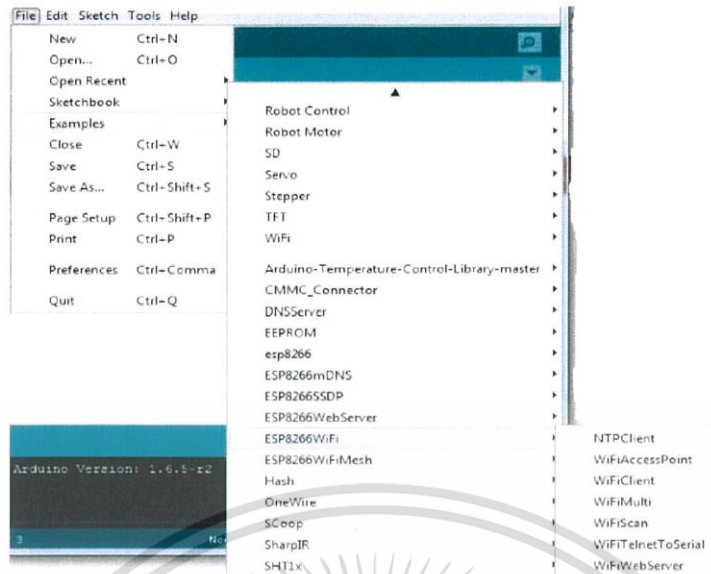 File Edit Sketch Tools Help
New Ctrl+N
Open... Ctrl+O
Open Recent
Sketchbook
Examples
Close Ctrl+W
Save Ctrl+S
Save As... Ctrl+Shift+S
Page Setup Ctrl+Shift+P
Print Ctrl+P
Preferences Ctrl+Comma
Quit Ctrl+Q
Robot Control
Robot Motor
SD
Servo
Stepper
TFT
WiFi
Arduino-Temperature-Control-Library-master
CMMC_Connector
DNSServer
EEPROM
esp8266
ESP8266mDNS
ESP8266SSDP
ESP8266WebServer
ESP8266WiFi
ESP8266WiFiMesh
Hash
OneWire
SCoop
SharpIR
SHT1x
NTPClient
WiFiAccessPoint
WiFiClient
WiFiMulti
WiFiScan
WiFiTelnetToSerial
WiFiWebServer
Arduino Version: 1.6.5-r2
3